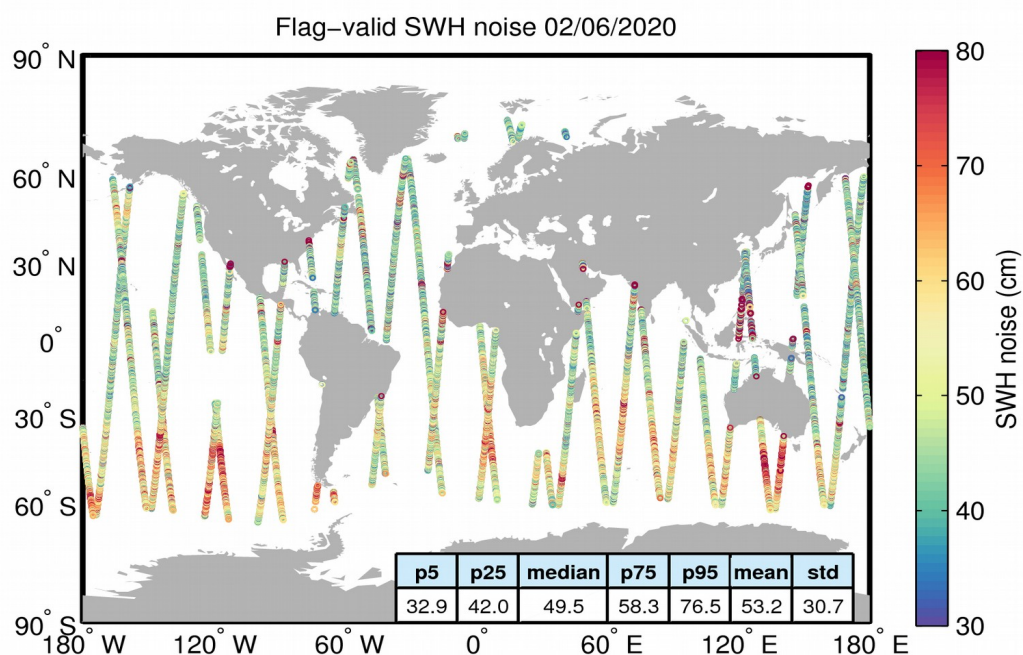 Flag−valid SWH noise 02/06/2020
90° N
60° N
30° N
0°
30° S
60° S
90° S
180° W
120° W
60° W
0°
60° E
120° E
180° E
80
70
60
50
40
30
SWH noise (cm)
p5 p25 median p75 p95 mean std
32.9 42.0 49.5 58.3 76.5 53.2 30.7